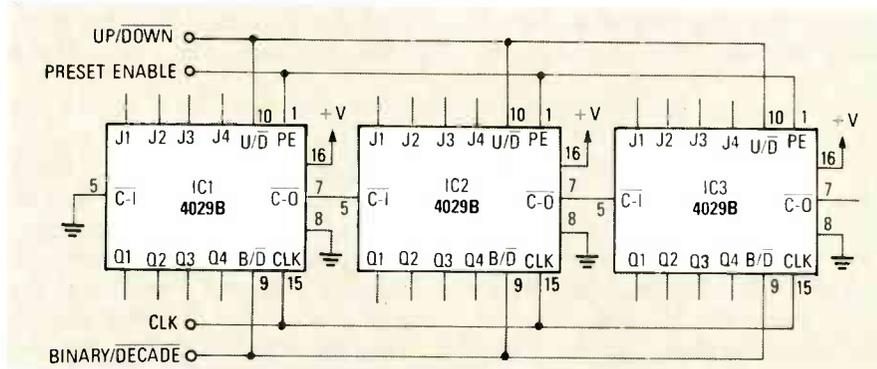 UP/DOWN
PRESET ENABLE
10 1 +V 10 1 +V 10 1 +V
J1 J2 J3 J4 U/D PE J1 J2 J3 J4 U/D PE J1 J2 J3 J4 U/D PE
16 16 16
5 C-I IC1 C-O 7 5 C-I IC2 C-O 7 5 C-I IC3 C-O 7
4029B 4029B 4029B
8 8 8
Q1 Q2 Q3 Q4 B/D CLK Q1 Q2 Q3 Q4 B/D CLK Q1 Q2 Q3 Q4 B/D CLK
9 15 9 15 9 15
CLK
BINARY/DECADE